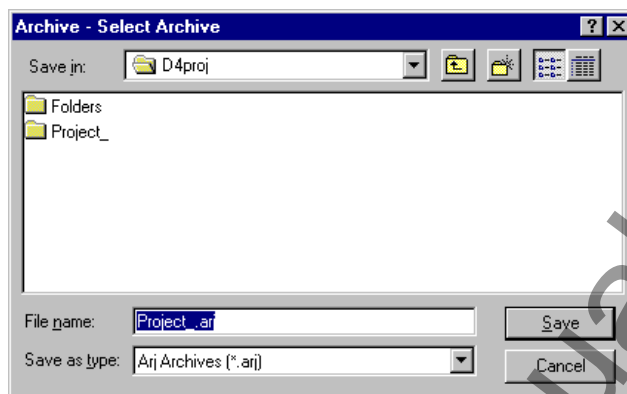 Archive - Select Archive
Save in: D4proj
Folders
Project_
File name: Project_.arj Save
Save as type: Arj Archives (*.arj) Cancel